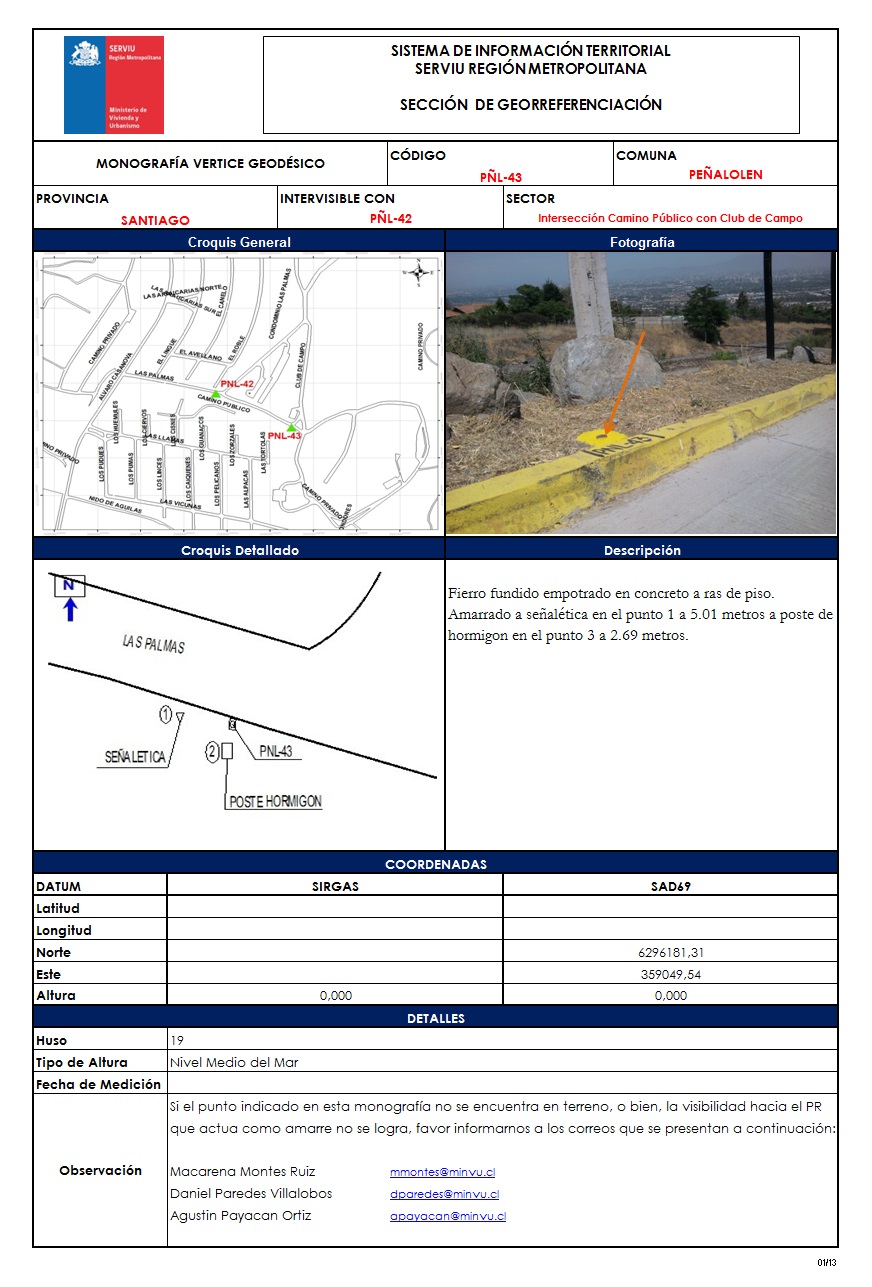 SERVIU
Región Metropolitana
Ministerio de
Vivienda y
Urbanismo
SISTEMA DE INFORMACIÓN TERRITORIAL
SERVIU REGIÓN METROPOLITANA
SECCIÓN DE GEORREFERENCIACIÓN
MONOGRAFÍA VERTICE GEODÉSICO
CÓDIGO
PÑL-43
COMUNA
PEÑALOLEN
PROVINCIA
SANTIAGO
INTERVISIBLE CON
PÑL-42
SECTOR
Intersección Camino Público con Club de Campo
Croquis General
Fotografía
N
S
E
LAS ARAUCARIAS NORTE
LAS ARAUCARIAS SUR
EL CANELO
CONDOMINIO LAS PALMAS
CAMINO PRIVADO
EL LINGUE
EL ROBLE
EL AVELLANO
CAMINO PRIVADO
ALVARO CASANOVA
LAS PALMAS
CLUB DE CAMPO
PNL-42
CAMINO PUBLICO
PNL-43
LOS HUEMULES
LOS CIERVOS
LOS CISNES
LAS LLAMAS
LOS GUANACOS
LOS ZORZALES
LAS TORTOLAS
LOS PUDUES
LOS PUMAS
LOS LINCES
LOS CAIQUENES
LOS PELICANOS
LAS ALPACAS
NIDO DE AGUILAS
LAS VICUNAS
CAMINO PRIVADO
PNL-43
Croquis Detallado
Descripción
N
LAS PALMAS
1
SEÑALETICA
2
PNL-43
POSTE HORMIGON
Fierro fundido empotrado en concreto a ras de piso.
Amarrado a señalética en el punto 1 a 5.01 metros a poste de
hormigon en el punto 3 a 2.69 metros.
COORDENADAS
DATUM SIRGAS SAD69
Latitud
Longitud
Norte 6296181,31
Este 359049,54
Altura 0,000 0,000
DETALLES
Huso 19
Tipo de Altura Nivel Medio del Mar
Fecha de Medición
Observación
Si el punto indicado en esta monografía no se encuentra en terreno, o bien, la visibilidad hacia el PR
que actua como amarre no se logra, favor informarnos a los correos que se presentan a continuación:
Macarena Montes Ruiz mmontes@minvu.cl
Daniel Paredes Villalobos dparedes@minvu.cl
Agustin Payacan Ortiz apayacan@minvu.cl
01/13